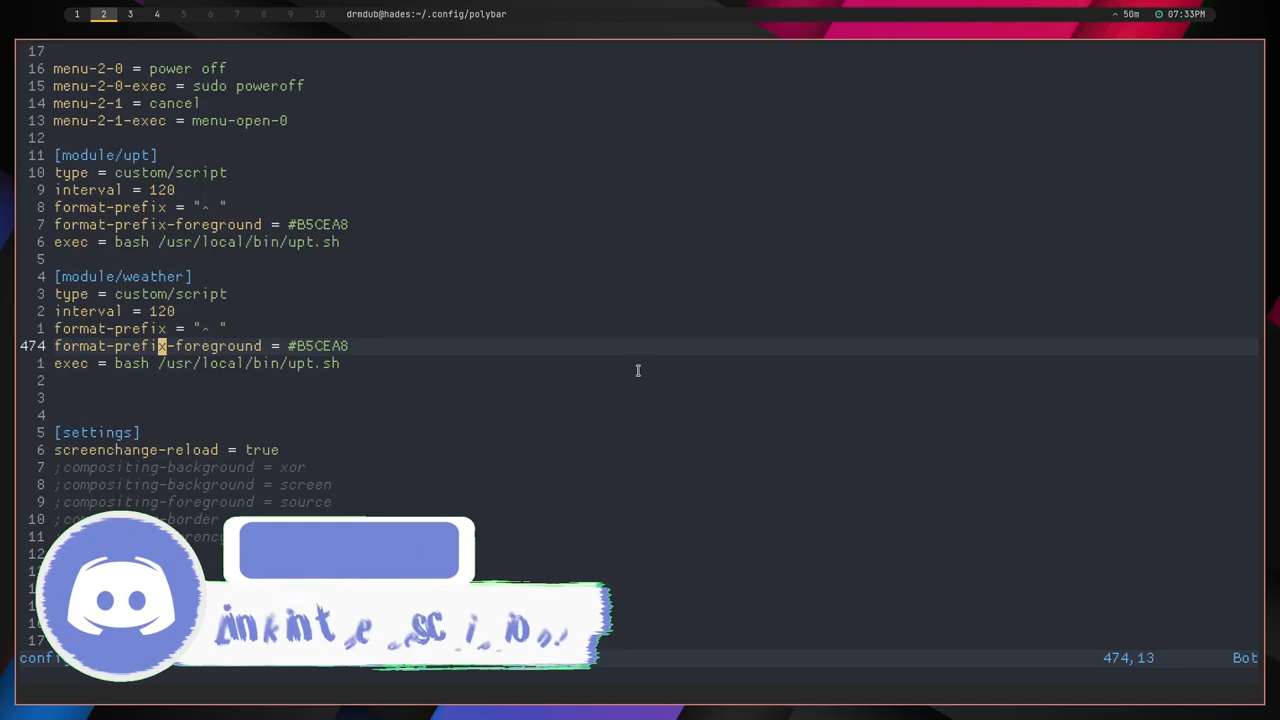 1 2 3 4 5 6 7 8 9 10 drmdub@hades:~/.config/polybar ^ 50m 07:33PM
17
16 menu-2-0 = power off
15 menu-2-0-exec = sudo poweroff
14 menu-2-1 = cancel
13 menu-2-1-exec = menu-open-0
12
11 [module/upt]
10 type = custom/script
9 interval = 120
8 format-prefix = "^ "
7 format-prefix-foreground = #B5CEA8
6 exec = bash /usr/local/bin/upt.sh
5
4 [module/weather]
3 type = custom/script
2 interval = 120
1 format-prefix = "^ "
474 format-prefix-foreground = #B5CEA8
1 exec = bash /usr/local/bin/upt.sh
2
3
4
5 [settings]
6 screenchange-reload = true
7 ;compositing-background = xor
8 ;compositing-background = screen
9 ;compositing-foreground = source
10 border
11
12
17
474,13 Bot